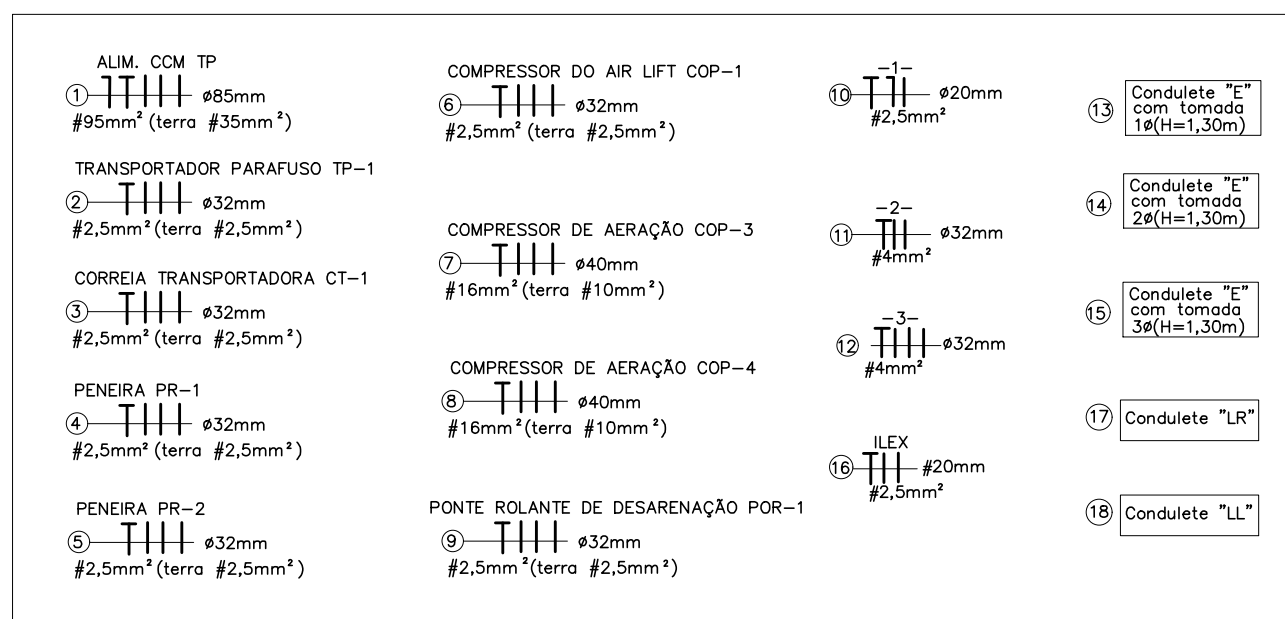 ALIM. CCM TP
1 ø85mm
#95mm² (terra #35mm²)
TRANSPORTADOR PARAFUSO TP-1
2 ø32mm
#2,5mm² (terra #2,5mm²)
CORREIA TRANSPORTADORA CT-1
3 ø32mm
#2,5mm² (terra #2,5mm²)
PENEIRA PR-1
4 ø32mm
#2,5mm² (terra #2,5mm²)
PENEIRA PR-2
5 ø32mm
#2,5mm² (terra #2,5mm²)
COMPRESSOR DO AIR LIFT COP-1
6 ø32mm
#2,5mm² (terra #2,5mm²)
COMPRESSOR DE AERAÇÃO COP-3
7 ø40mm
#16mm² (terra #10mm²)
COMPRESSOR DE AERAÇÃO COP-4
8 ø40mm
#16mm² (terra #10mm²)
PONTE ROLANTE DE DESARENAÇÃO POR-1
9 ø32mm
#2,5mm² (terra #2,5mm²)
-1-
10 ø20mm
#2,5mm²
-2-
11 ø32mm
#4mm²
-3-
12 ø32mm
#4mm²
ILEX
16 #20mm
#2,5mm²
13 Condulete "E"
com tomada
1ø(H=1,30m)
14 Condulete "E"
com tomada
2ø(H=1,30m)
15 Condulete "E"
com tomada
3ø(H=1,30m)
17 Condulete "LR"
18 Condulete "LL"